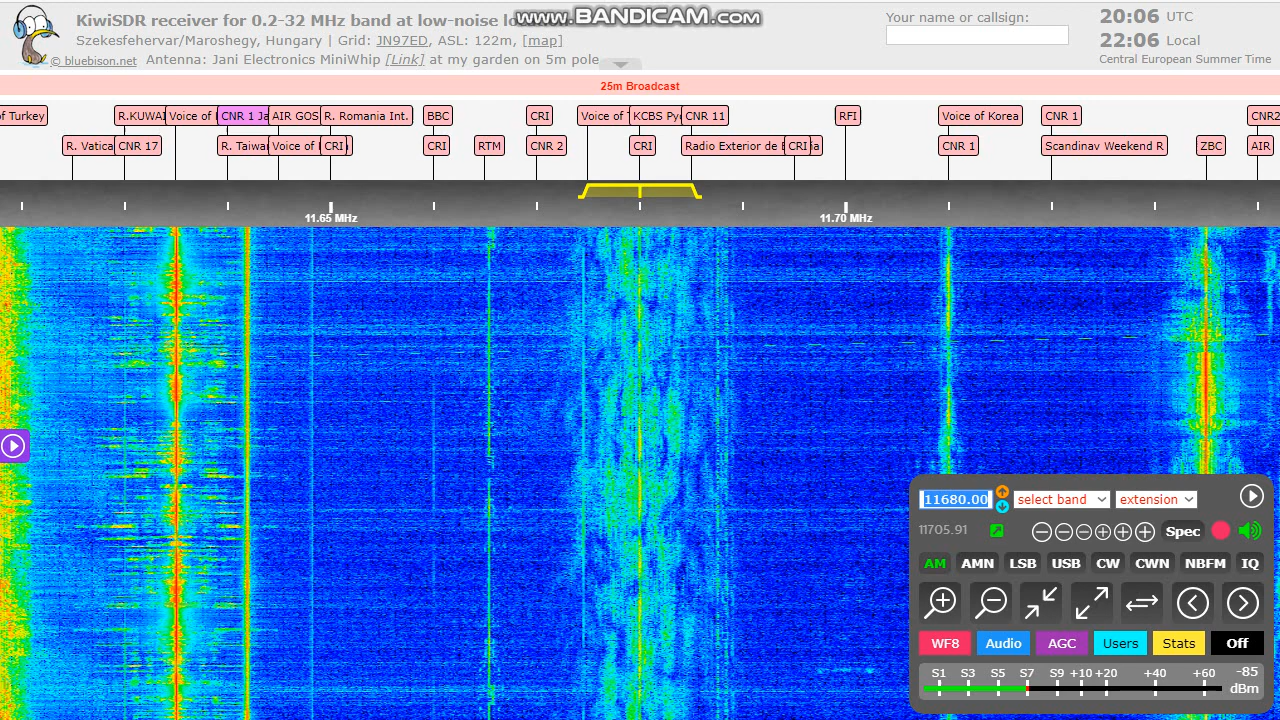 KiwiSDR receiver for 0.2-32 MHz band at low-noise
www.BANDICAM.com
Szekesfehervar/Maroshegy, Hungary | Grid: JN97ED, ASL: 122m, [map]
© bluebison.net Antenna: Jani Electronics MiniWhip [Link] at my garden on 5m pole
Your name or callsign:
20:06 UTC
22:06 Local
Central European Summer Time
25m Broadcast
of Turkey R.KUWAI Voice of CNR 1 Ja AIR GOS R. Romania Int. BBC CRI Voice of KCBS Pyo CNR 11 RFI Voice of Korea CNR 1 CNR2
R. Vatica CNR 17 R. Taiwa Voice of CRI CRI RTM CNR 2 CRI Radio Exterior de CRI CNR 1 Scandinav Weekend R ZBC AIR
11.65 MHz 11.70 MHz
11680.00 select band extension
11705.91 Spec
AM AMN LSB USB CW CWN NBFM IQ
WF8 Audio AGC Users Stats Off
S1 S3 S5 S7 S9 +10 +20 +40 +60 -85
dBm